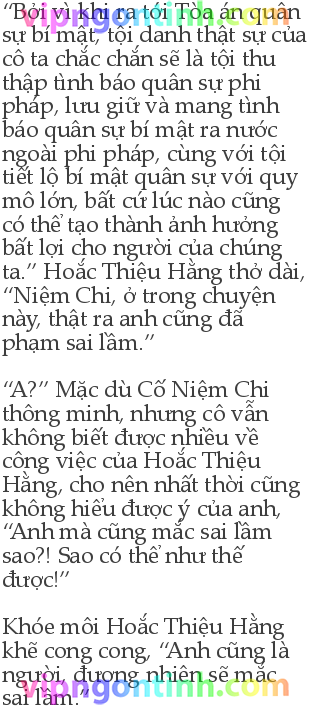 vipngontinh.com
“Bởi vì khi ra tới Tòa án quân
sự bí mật, tội danh thật sự của
cô ta chắc chắn sẽ là tội thu
thập tình báo quân sự phi
pháp, lưu giữ và mang tình
báo quân sự bí mật ra nước
ngoài phi pháp, cùng với tội
tiết lộ bí mật quân sự với quy
mô lớn, bất cứ lúc nào cũng
có thể tạo thành ảnh hưởng
bất lợi cho người của chúng
ta.” Hoắc Thiệu Hằng thở dài,
“Niệm Chi, ở trong chuyện
này, thật ra anh cũng đã
phạm sai lầm.”
“A?” Mặc dù Cố Niệm Chi
thông minh, nhưng cô vẫn
không biết được nhiều về
công việc của Hoắc Thiệu
Hằng, cho nên nhất thời cũng
không hiểu được ý của anh,
“Anh mà cũng mắc sai lầm
sao?! Sao có thể như thế
được!”
Khóe môi Hoắc Thiệu Hằng
khẽ cong cong, “Anh cũng là
người, đương nhiên sẽ mắc
sai lầm.”
vipngontinh.com